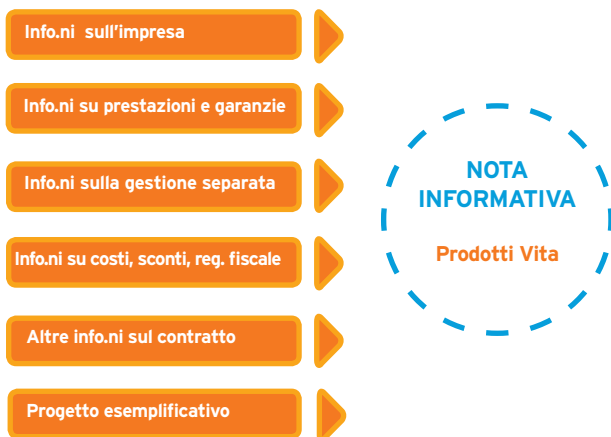 Info.ni sull'impresa
Info.ni su prestazioni e garanzie
Info.ni sulla gestione separata
Info.ni su costi, sconti, reg. fiscale
Altre info.ni sul contratto
Progetto esemplificativo
NOTA
INFORMATIVA
Prodotti Vita